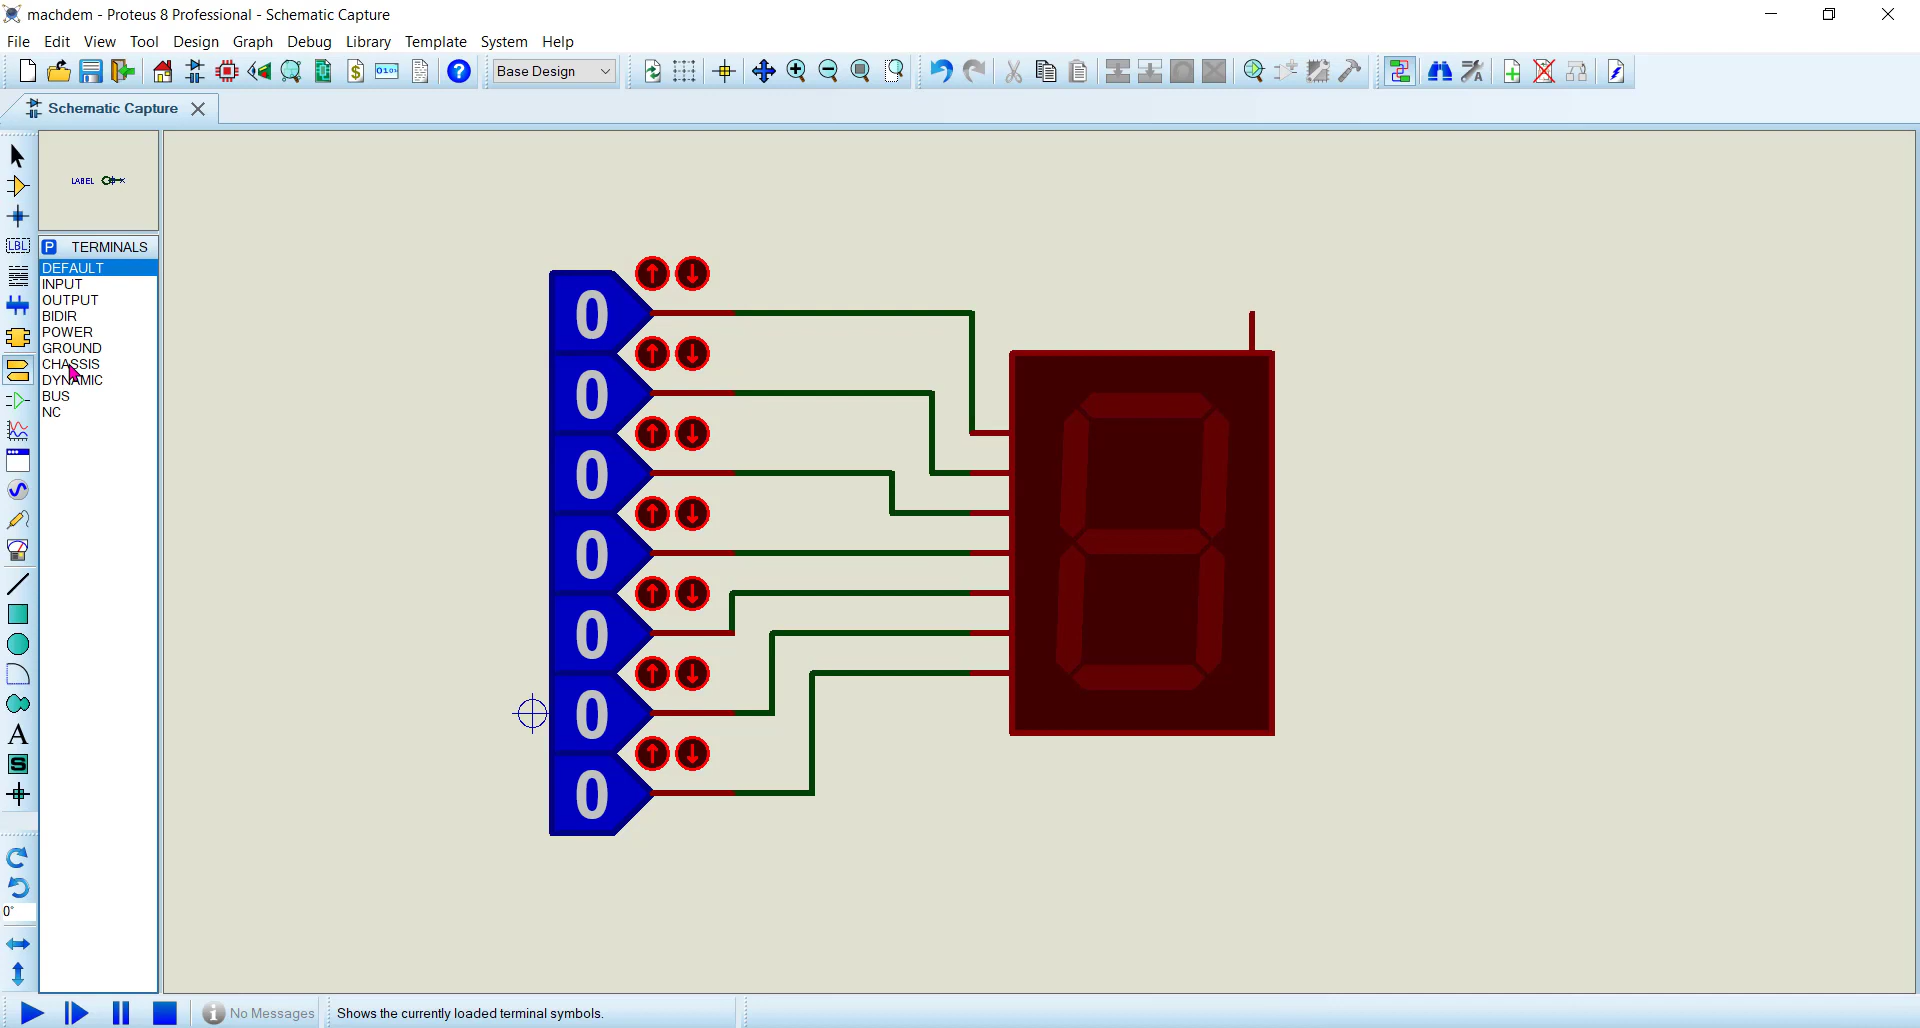 machdem - Proteus 8 Professional - Schematic Capture
File Edit View Tool Design Graph Debug Library Template System Help
$ 0101 ? Base Design
Schematic Capture
LABEL
P TERMINALS
DEFAULT
INPUT
OUTPUT
BIDIR
POWER
GROUND
CHASSIS
DYNAMIC
BUS
NC
LBL
A
S
0°
0
0
0
0
0
0
0
No Messages Shows the currently loaded terminal symbols.